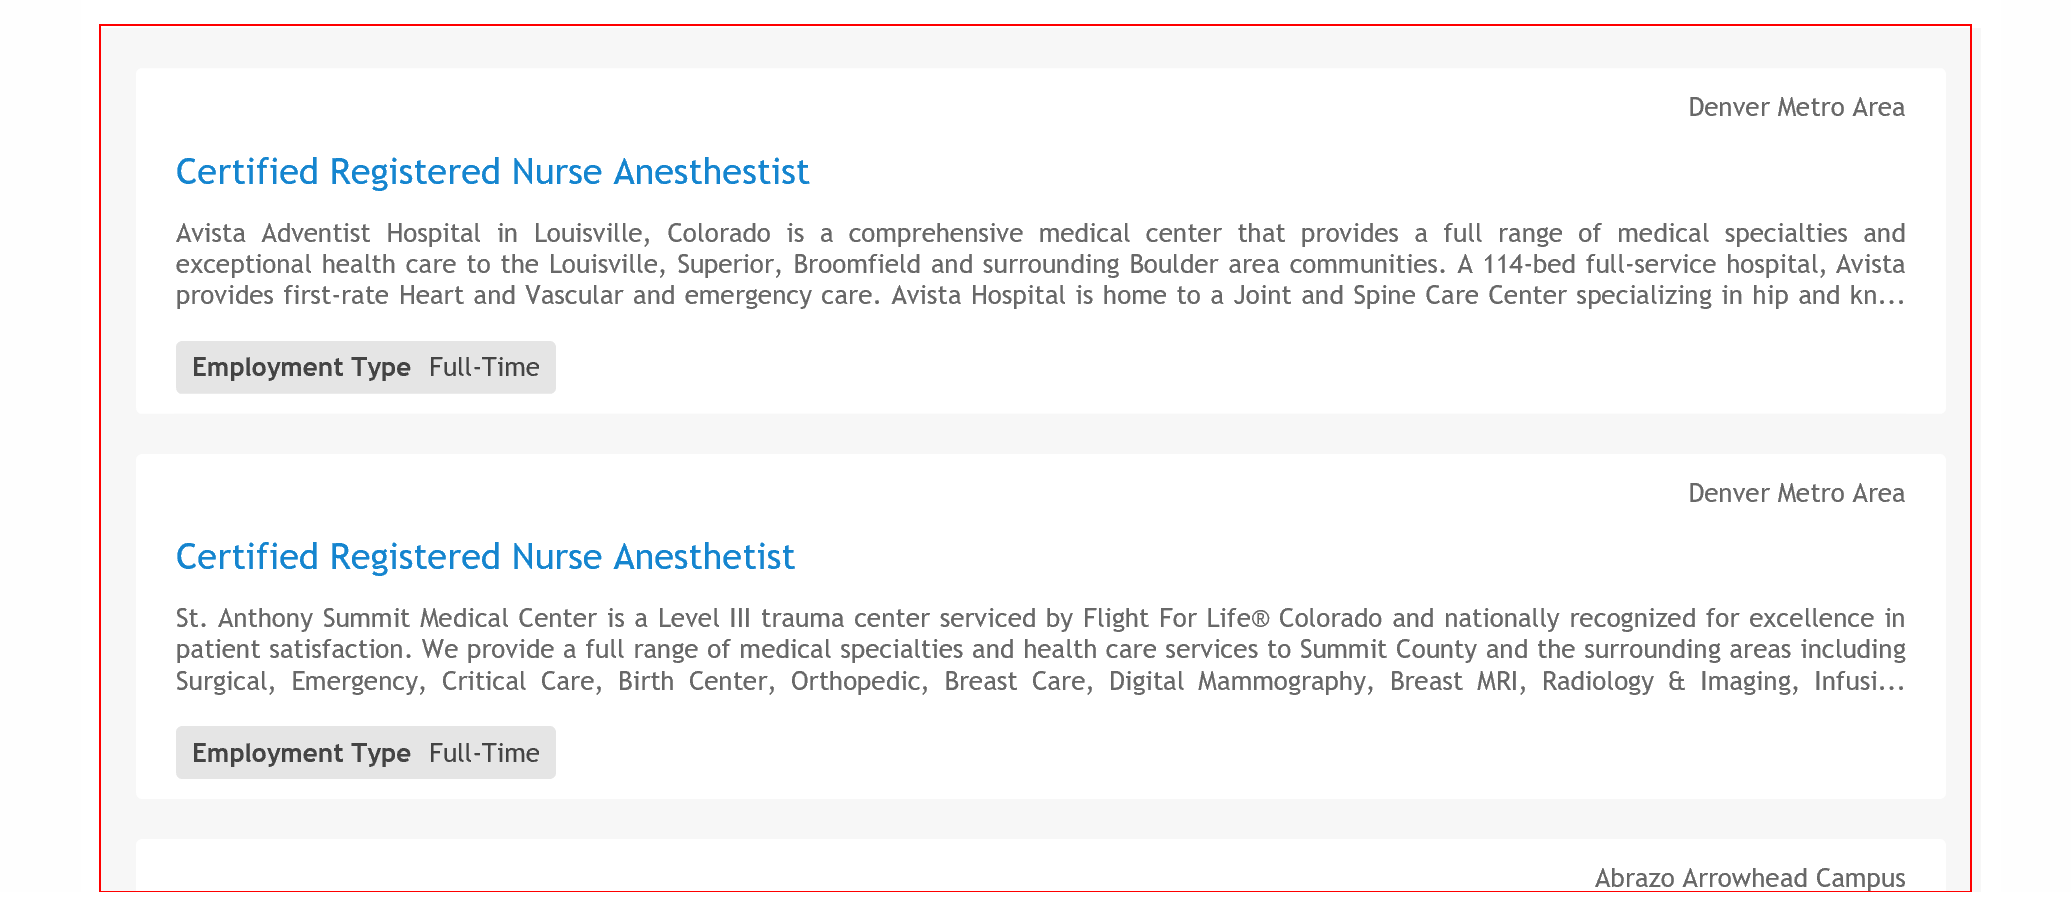 Denver Metro Area
Certified Registered Nurse Anesthestist
Avista Adventist Hospital in Louisville, Colorado is a comprehensive medical center that provides a full range of medical specialties and
exceptional health care to the Louisville, Superior, Broomfield and surrounding Boulder area communities. A 114-bed full-service hospital, Avista
provides first-rate Heart and Vascular and emergency care. Avista Hospital is home to a Joint and Spine Care Center specializing in hip and kn...
Employment Type Full-Time
Denver Metro Area
Certified Registered Nurse Anesthetist
St. Anthony Summit Medical Center is a Level III trauma center serviced by Flight For Life® Colorado and nationally recognized for excellence in
patient satisfaction. We provide a full range of medical specialties and health care services to Summit County and the surrounding areas including
Surgical, Emergency, Critical Care, Birth Center, Orthopedic, Breast Care, Digital Mammography, Breast MRI, Radiology & Imaging, Infusi...
Employment Type Full-Time
Abrazo Arrowhead Campus